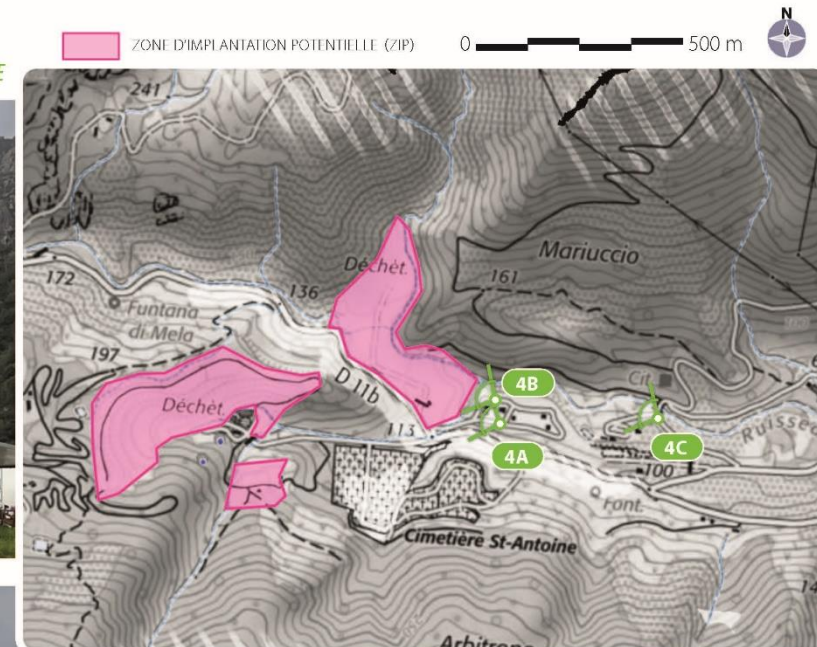 N
ZONE D'IMPLANTATION POTENTIELLE (ZIP)
0
500 m
E
241
Mariuccio
Déchèt.
161
172
136
Funtana
di Mela
197
D 11b
Cit.
4B
Déchèt.
113
4A
4C
Ruisse
100
Font.
Cimetière St-Antoine
14